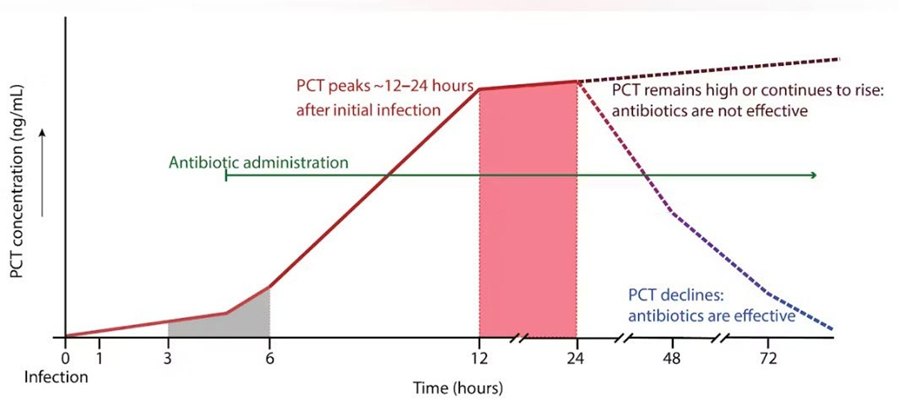 PCT concentration (ng/mL)
PCT peaks ~12–24 hours
after initial infection
PCT remains high or continues to rise:
antibiotics are not effective
Antibiotic administration
PCT declines:
antibiotics are effective
0 1 3 6 12 24 48 72
Infection
Time (hours)